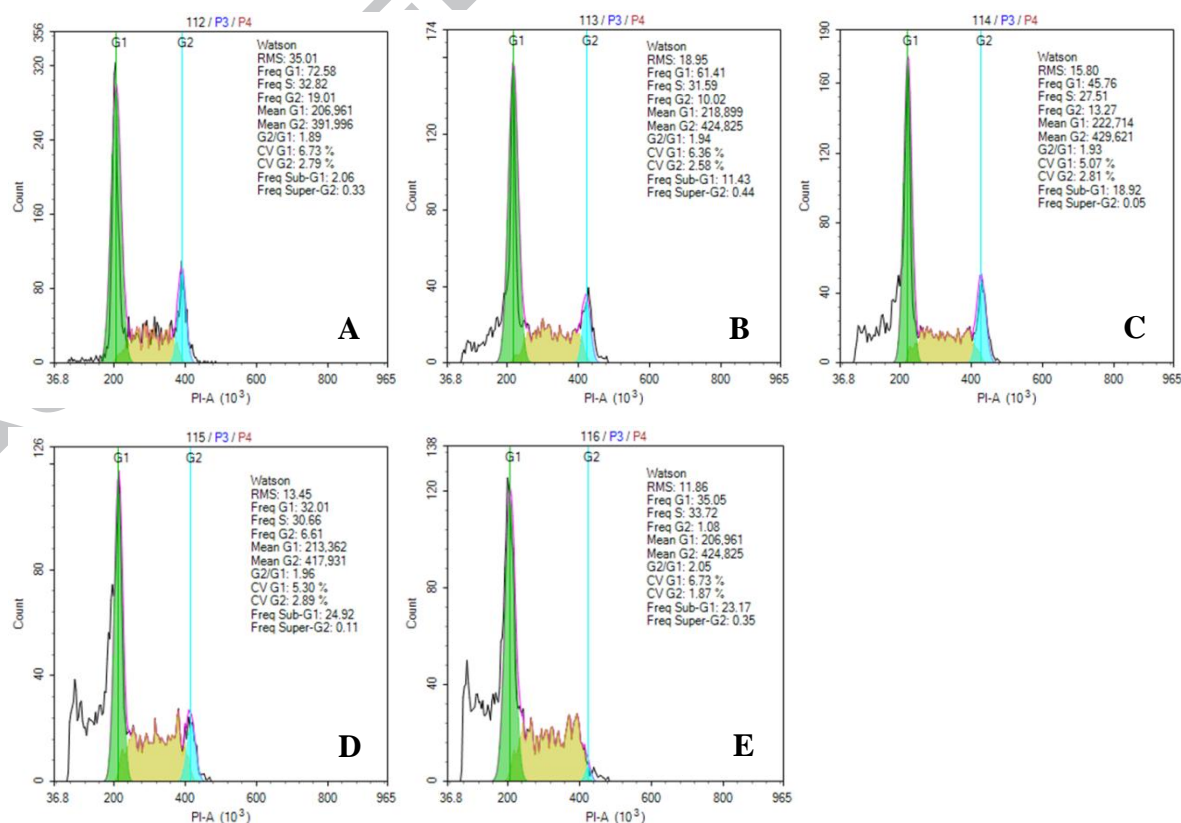 112 / P3 / P4
356
320
240
160
80
0
Count
G1
G2
Watson
RMS: 35.01
Freq G1: 72.58
Freq S: 32.82
Freq G2: 19.01
Mean G1: 206,961
Mean G2: 391,996
G2/G1: 1.89
CV G1: 6.73 %
CV G2: 2.79 %
Freq Sub-G1: 2.06
Freq Super-G2: 0.33
A
36.8 200 400 600 800 965
PI-A (10³)
113 / P3 / P4
174
120
80
40
0
Count
G1
G2
Watson
RMS: 18.95
Freq G1: 61.41
Freq S: 31.59
Freq G2: 10.02
Mean G1: 218,899
Mean G2: 424,825
G2/G1: 1.94
CV G1: 6.36 %
CV G2: 2.58 %
Freq Sub-G1: 11.43
Freq Super-G2: 0.44
B
36.8 200 400 600 800 965
PI-A (10³)
114 / P3 / P4
190
160
120
80
40
0
Count
G1
G2
Watson
RMS: 15.80
Freq G1: 45.76
Freq S: 27.51
Freq G2: 13.27
Mean G1: 222,714
Mean G2: 429,621
G2/G1: 1.93
CV G1: 5.07 %
CV G2: 2.81 %
Freq Sub-G1: 18.92
Freq Super-G2: 0.05
C
36.8 200 400 600 800 965
PI-A (10³)
115 / P3 / P4
126
80
40
0
Count
G1
G2
Watson
RMS: 13.45
Freq G1: 32.01
Freq S: 30.66
Freq G2: 6.61
Mean G1: 213,362
Mean G2: 417,931
G2/G1: 1.96
CV G1: 5.30 %
CV G2: 2.89 %
Freq Sub-G1: 24.92
Freq Super-G2: 0.11
D
36.8 200 400 600 800 965
PI-A (10³)
116 / P3 / P4
138
120
80
40
0
Count
G1
G2
Watson
RMS: 11.86
Freq G1: 35.05
Freq S: 33.72
Freq G2: 1.08
Mean G1: 206,961
Mean G2: 424,825
G2/G1: 2.05
CV G1: 6.73 %
CV G2: 1.87 %
Freq Sub-G1: 23.17
Freq Super-G2: 0.35
E
36.8 200 400 600 800 965
PI-A (10³)